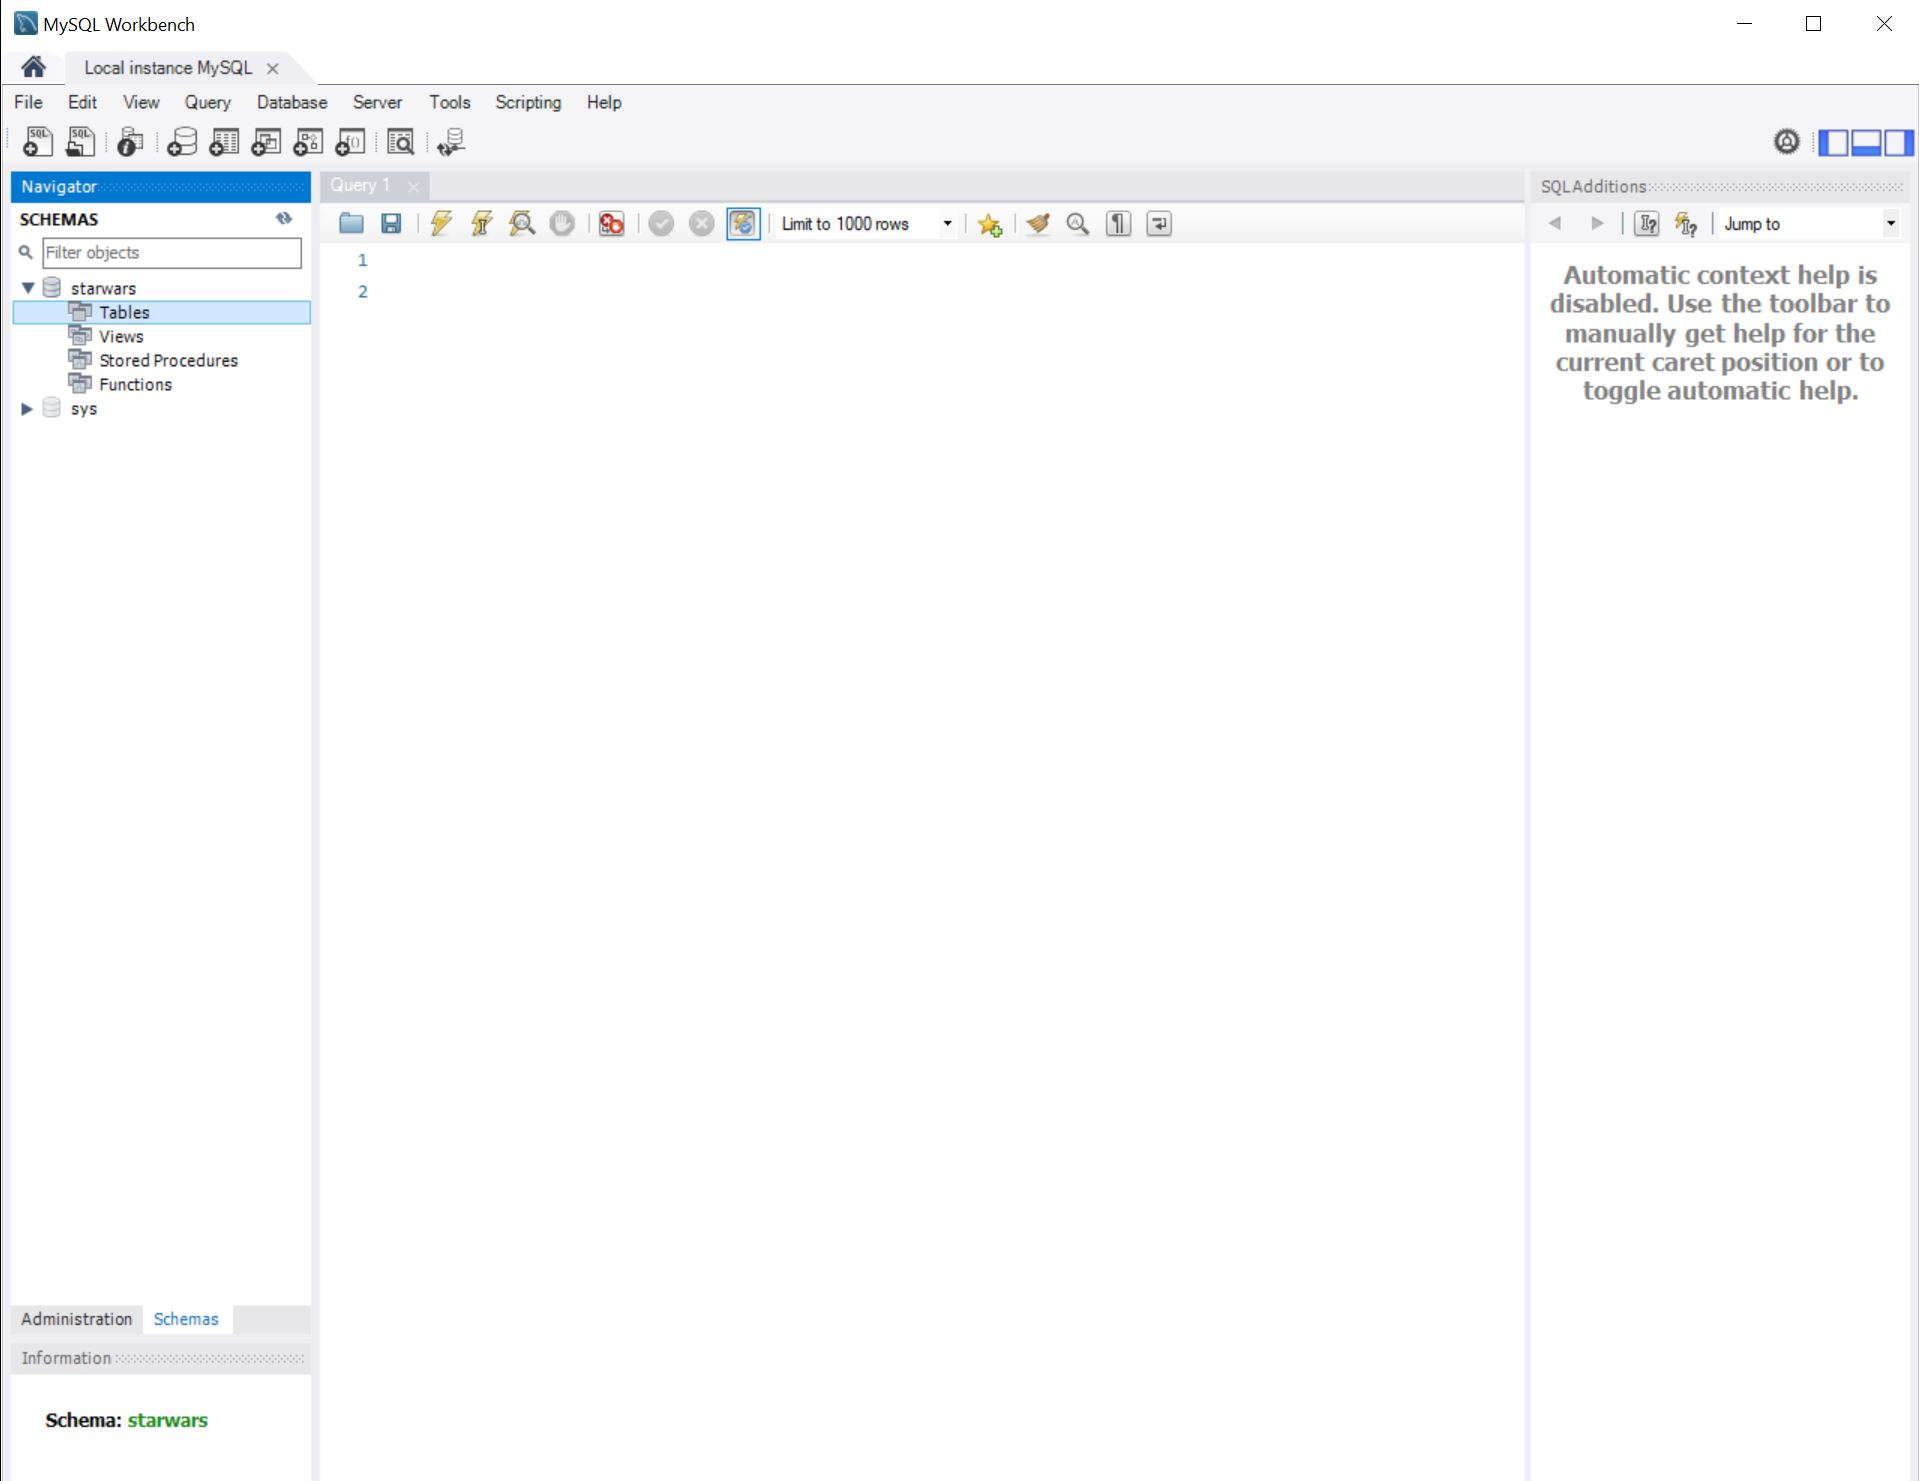 MySQL Workbench
Local instance MySQL
File Edit View Query Database Server Tools Scripting Help
SQL SQL
Navigator
Query 1
SQLAdditions
SCHEMAS
Limit to 1000 rows
Jump to
Filter objects
1
2
starwars
Tables
Views
Stored Procedures
Functions
sys
Automatic context help is
disabled. Use the toolbar to
manually get help for the
current caret position or to
toggle automatic help.
Administration Schemas
Information
Schema: starwars